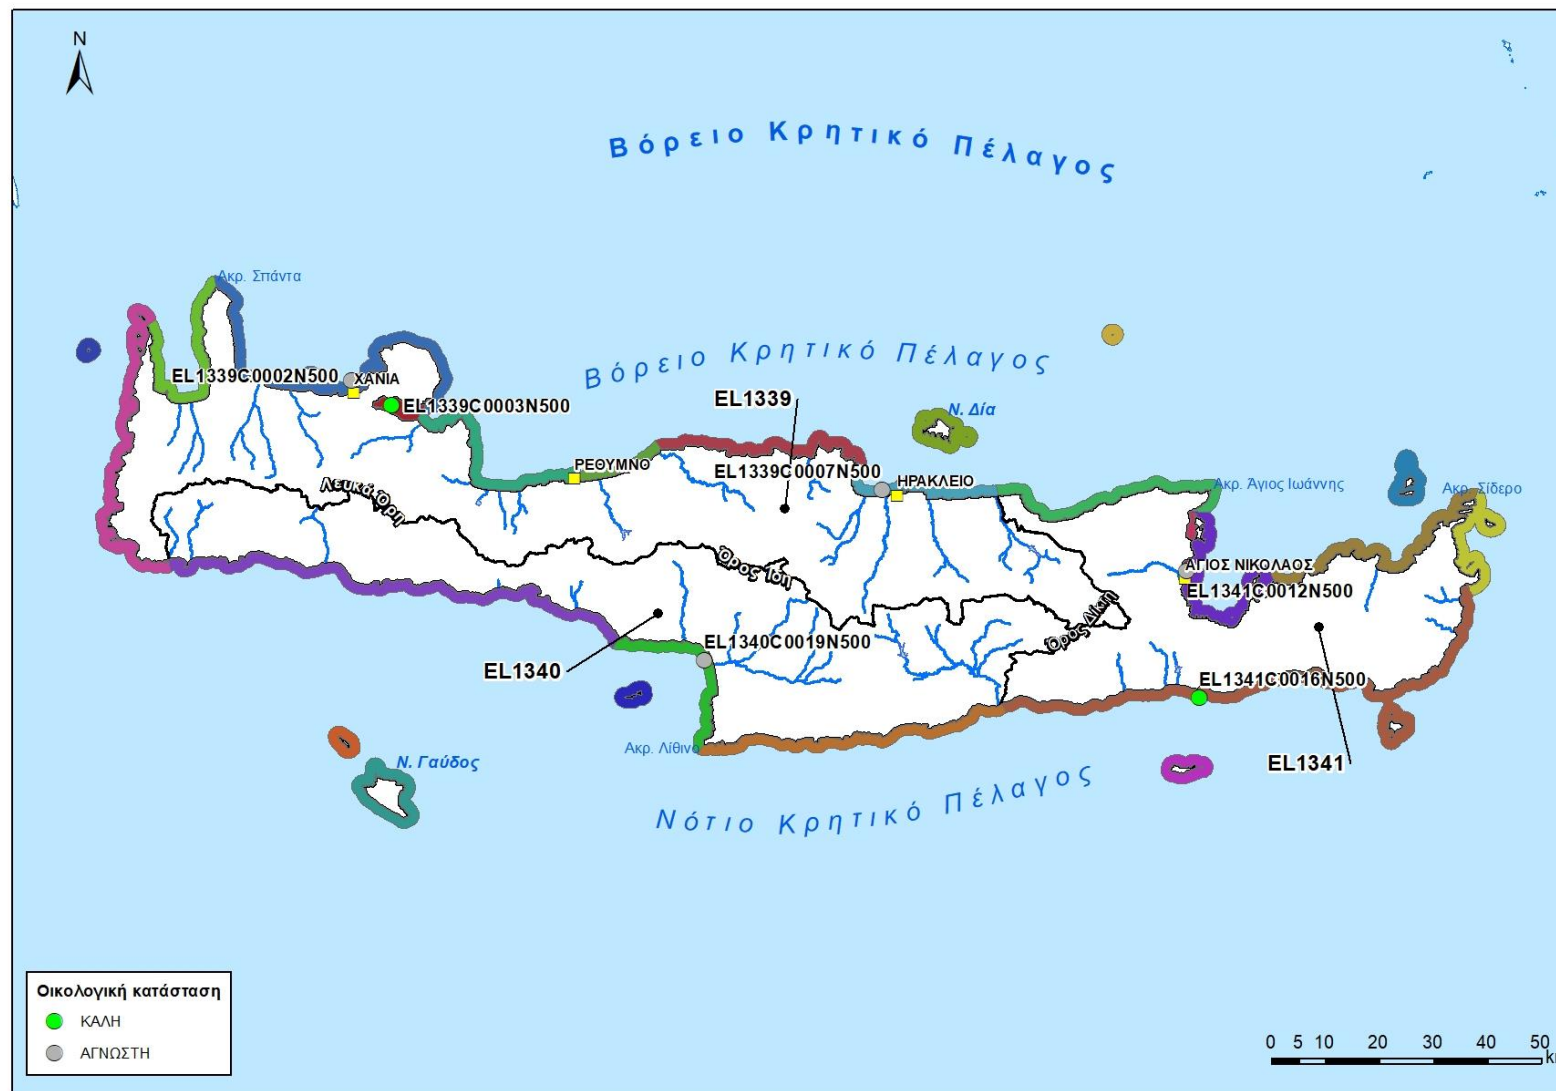 N
Βόρειο Κρητικό Πέλαγος
Ακρ. Σπάντα
Βόρειο Κρητικό Πέλαγος
EL1339C0002N500
ΧΑΝΙΑ
EL1339C0003N500
EL1339
Ν. Δία
ΡΕΘΥΜΝΟ
EL1339C0007N500
ΗΡΑΚΛΕΙΟ
Ακρ. Άγιος Ιωάννης
Ακρ. Σίδερο
Λευκά Όρη
Όρος Ίδη
ΑΓΙΟΣ ΝΙΚΟΛΑΟΣ
EL1341C0012N500
Όρος Δίκτη
EL1340C0019N500
EL1340
EL1341C0016N500
Ακρ. Λίθινο
Ν. Γαύδος
EL1341
Νότιο Κρητικό Πέλαγος
Οικολογική κατάσταση
ΚΑΛΗ
ΑΓΝΩΣΤΗ
0 5 10 20 30 40 50